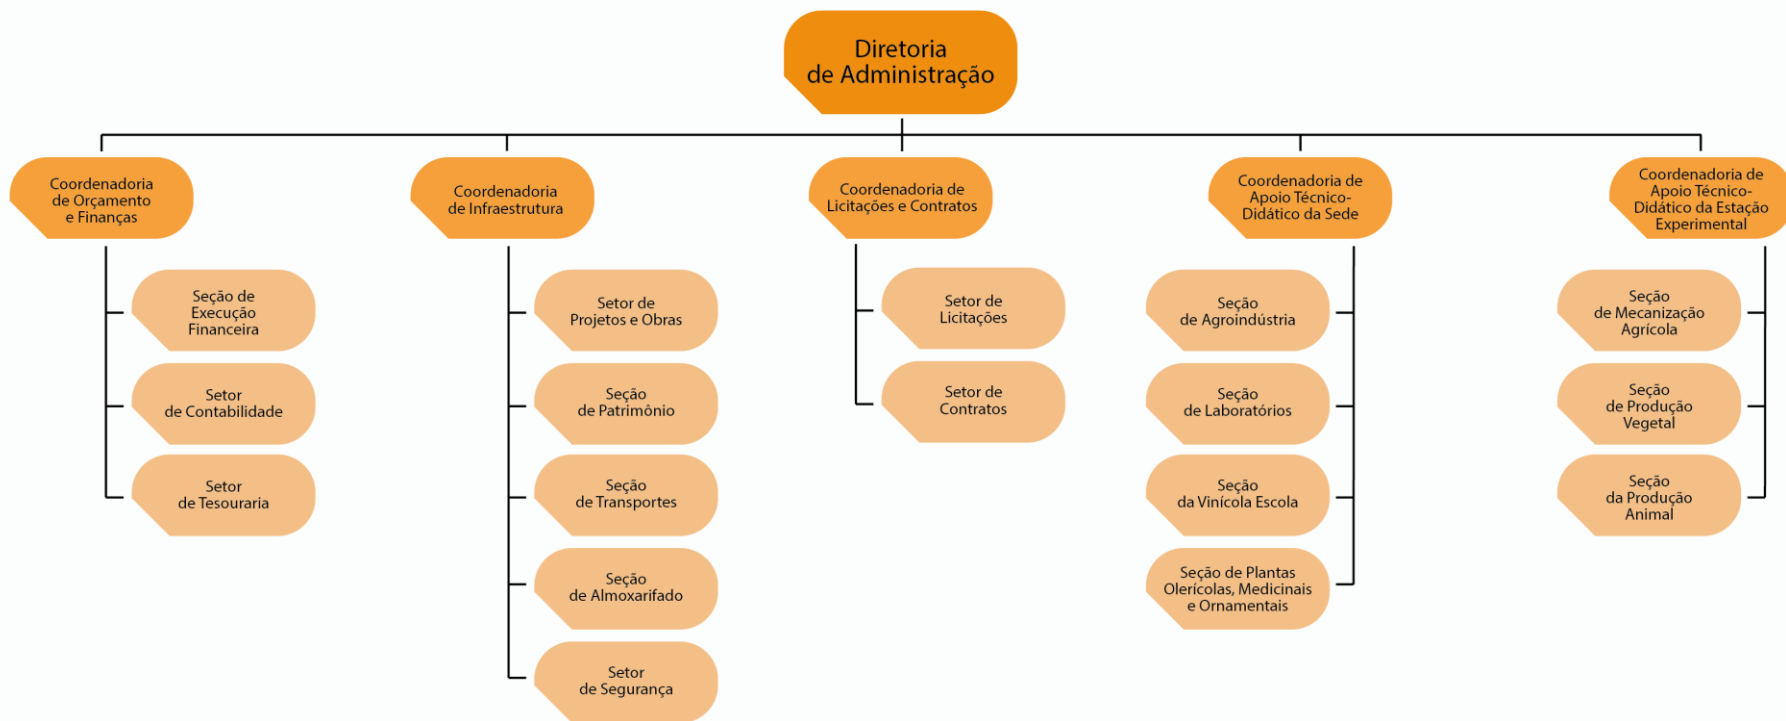 Diretoria
de Administração
Coordenadoria
de Orçamento
e Finanças
Coordenadoria
de Infraestrutura
Coordenadoria de
Licitações e Contratos
Coordenadoria de
Apoio Técnico-
Didático da Sede
Coordenadoria de
Apoio Técnico-
Didático da Estação
Experimental
Seção de
Execução
Financeira
Setor
de Contabilidade
Setor
de Tesouraria
Setor de
Projetos e Obras
Seção
de Patrimônio
Seção
de Transportes
Seção
de Almoxarifado
Setor
de Segurança
Setor de
Licitações
Setor de
Contratos
Seção
de Agroindústria
Seção
de Laboratórios
Seção
da Vinícola Escola
Seção de Plantas
Olerícolas, Medicinais
e Ornamentais
Seção
de Mecanização
Agrícola
Seção
de Produção
Vegetal
Seção
da Produção
Animal